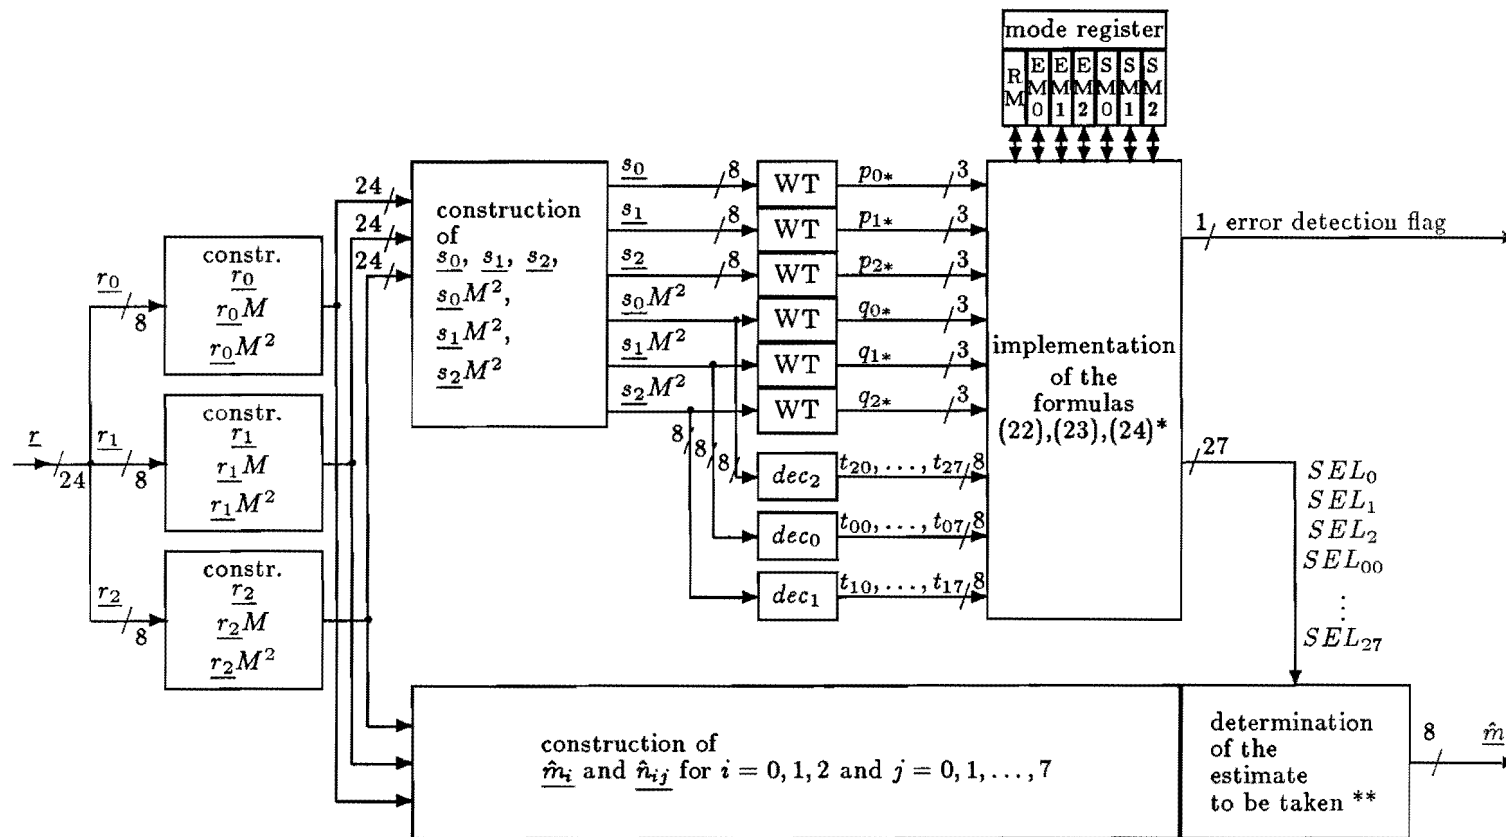 mode register
R M
E M 0
E M 1
E M 2
S M 0
S M 1
S M 2
r
24
r0
8
r1
8
r2
8
constr.
r0
r0M
r0M²
constr.
r1
r1M
r1M²
constr.
r2
r2M
r2M²
24
24
24
construction
of
s0, s1, s2,
s0M²,
s1M²,
s2M²
s0
8
s1
8
s2
8
s0M²
s1M²
s2M²
8
8
8
WT
WT
WT
WT
WT
WT
dec2
dec0
dec1
p0*
3
p1*
3
p2*
3
q0*
3
q1*
3
q2*
3
t20, . . . , t27
8
t00, . . . , t07
8
t10, . . . , t17
8
implementation
of the
formulas
(22),(23),(24)*
1
error detection flag
27
SEL0
SEL1
SEL2
SEL00
⋮
SEL27
construction of
m̂i and n̂ij for i = 0, 1, 2 and j = 0, 1, . . . , 7
determination
of the
estimate
to be taken **
8
m̂